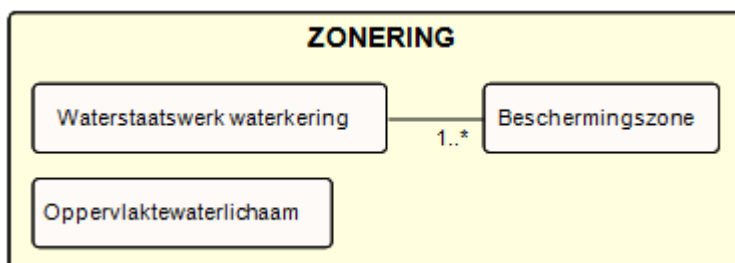 ZONERING
Waterstaatswerk waterkering
Beschermingszone
1..*
Oppervlaktewaterlichaam